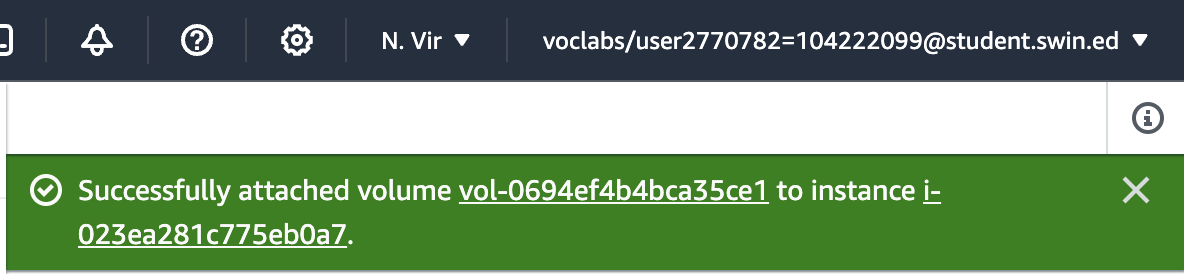 N. Vir ▼
voclabs/user2770782=104222099@student.swin.ed ▼
Successfully attached volume vol-0694ef4b4bca35ce1 to instance i-
023ea281c775eb0a7.